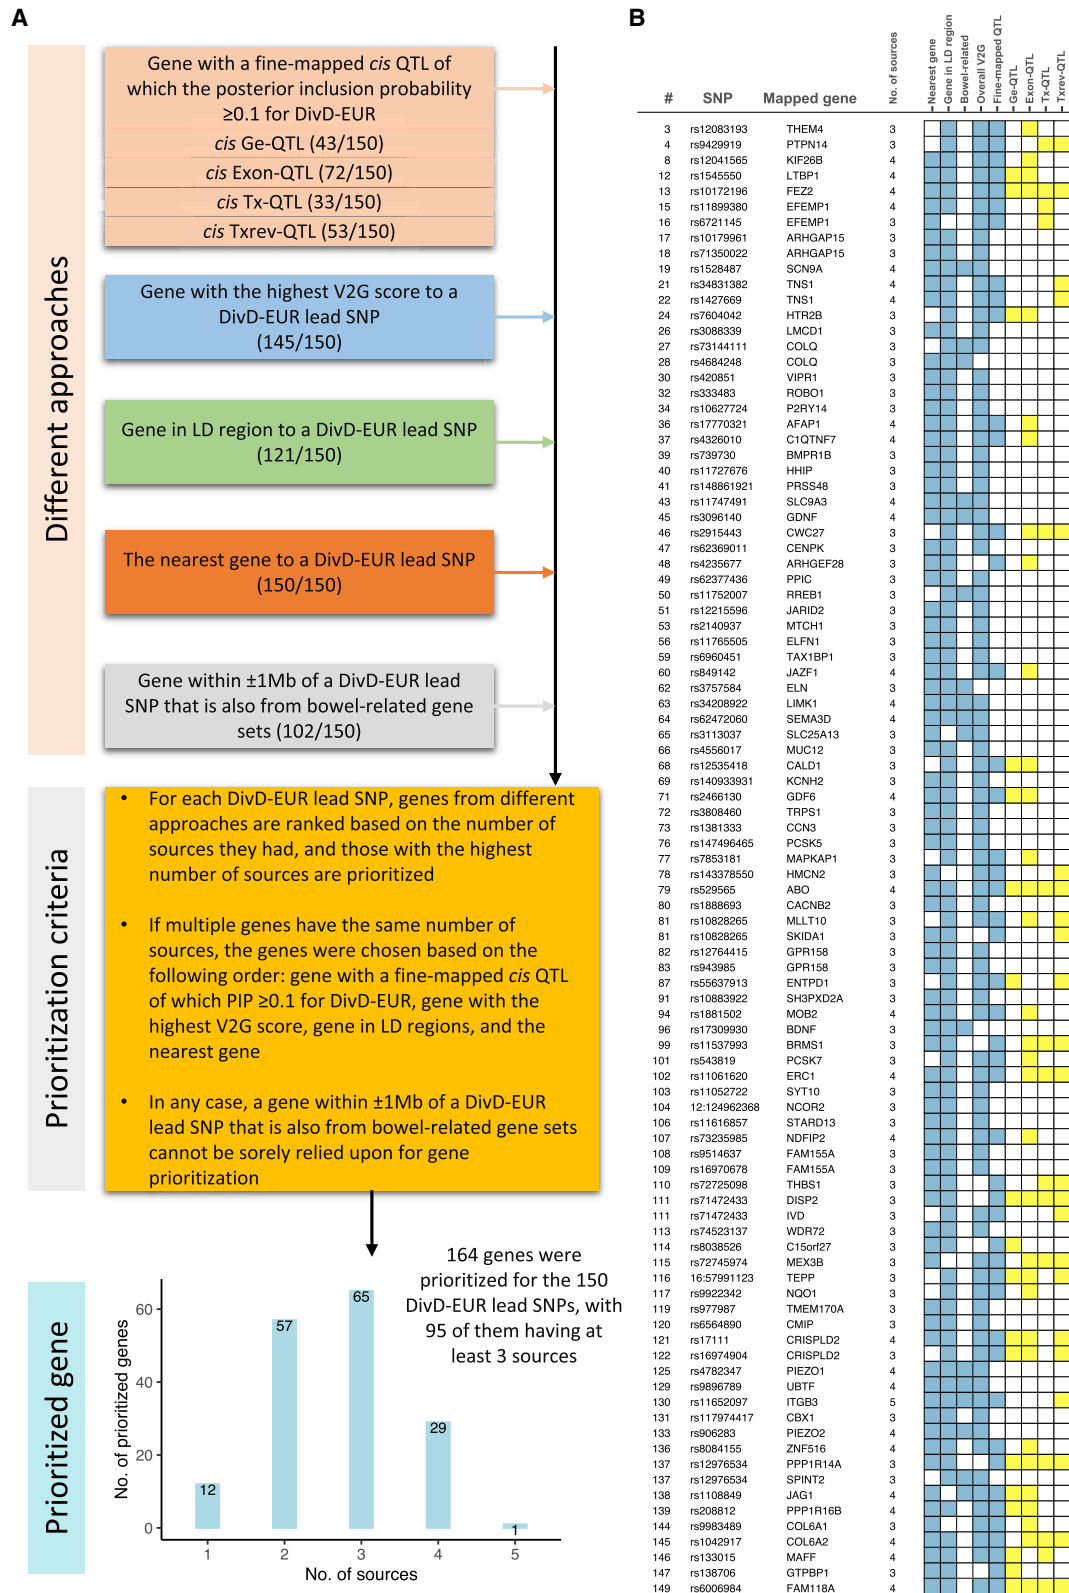 A
Different approaches
Gene with a fine-mapped cis QTL of
which the posterior inclusion probability
≥0.1 for DivD-EUR
cis Ge-QTL (43/150)
cis Exon-QTL (72/150)
cis Tx-QTL (33/150)
cis Txrev-QTL (53/150)
Gene with the highest V2G score to a
DivD-EUR lead SNP
(145/150)
Gene in LD region to a DivD-EUR lead SNP
(121/150)
The nearest gene to a DivD-EUR lead SNP
(150/150)
Gene within ±1Mb of a DivD-EUR lead
SNP that is also from bowel-related gene
sets (102/150)
Prioritization criteria
• For each DivD-EUR lead SNP, genes from different
approaches are ranked based on the number of
sources they had, and those with the highest
number of sources are prioritized
• If multiple genes have the same number of
sources, the genes were chosen based on the
following order: gene with a fine-mapped cis QTL
of which PIP ≥0.1 for DivD-EUR, gene with the
highest V2G score, gene in LD regions, and the
nearest gene
• In any case, a gene within ±1Mb of a DivD-EUR
lead SNP that is also from bowel-related gene sets
cannot be sorely relied upon for gene
prioritization
Prioritized gene
164 genes were
prioritized for the 150
DivD-EUR lead SNPs, with
95 of them having at
least 3 sources
No. of prioritized genes
60
40
20
0
12
57
65
29
1
1 2 3 4 5
No. of sources
B
# SNP Mapped gene No. of sources Nearest gene Gene in LD region Bowel-related Overall V2G Fine-mapped QTL Ge-QTL Exon-QTL Tx-QTL Txrev-QTL
3 rs12083193 THEM4 3
4 rs9429919 PTPN14 3
8 rs12041565 KIF26B 4
12 rs1545550 LTBP1 4
13 rs10172196 FEZ2 4
15 rs11899380 EFEMP1 4
16 rs6721145 EFEMP1 3
17 rs10179961 ARHGAP15 3
18 rs71350022 ARHGAP15 3
19 rs1528487 SCN9A 4
21 rs34831382 TNS1 4
22 rs1427669 TNS1 4
24 rs7604042 HTR2B 3
26 rs3088339 LMCD1 3
27 rs73144111 COLQ 3
28 rs4684248 COLQ 3
30 rs420851 VIPR1 3
32 rs333483 ROBO1 3
34 rs10627724 P2RY14 3
36 rs17770321 AFAP1 4
37 rs4326010 C1QTNF7 4
39 rs739730 BMPR1B 3
40 rs11727676 HHIP 3
41 rs148861921 PRSS48 3
43 rs11747491 SLC9A3 4
45 rs3096140 GDNF 4
46 rs2915443 CWC27 3
47 rs62369011 CENPK 3
48 rs4235677 ARHGEF28 3
49 rs62377436 PPIC 3
50 rs11752007 RREB1 3
51 rs12215596 JARID2 3
53 rs2140937 MTCH1 3
56 rs11765505 ELFN1 3
59 rs6960451 TAX1BP1 3
60 rs849142 JAZF1 4
62 rs3757584 ELN 3
63 rs34208922 LIMK1 4
64 rs62472060 SEMA3D 4
65 rs3113037 SLC25A13 3
66 rs4556017 MUC12 3
68 rs12535418 CALD1 3
69 rs140933931 KCNH2 3
71 rs2466130 GDF6 4
72 rs3808460 TRPS1 3
73 rs1381333 CCN3 3
76 rs147496465 PCSK5 3
77 rs7853181 MAPKAP1 3
78 rs143378550 HMCN2 3
79 rs529565 ABO 4
80 rs1888693 CACNB2 3
81 rs10828265 MLLT10 3
81 rs10828265 SKIDA1 3
82 rs12764415 GPR158 3
83 rs943985 GPR158 3
87 rs55637913 ENTPD1 3
91 rs10883922 SH3PXD2A 3
94 rs1881502 MOB2 4
96 rs17309930 BDNF 3
99 rs11537993 BRMS1 3
101 rs543819 PCSK7 3
102 rs11061620 ERC1 4
103 rs11052722 SYT10 3
104 12:124962368 NCOR2 3
106 rs11616857 STARD13 3
107 rs73235985 NDFIP2 4
108 rs9514637 FAM155A 3
109 rs16970678 FAM155A 3
110 rs72725098 THBS1 3
111 rs71472433 DISP2 3
111 rs71472433 IVD 3
113 rs74523137 WDR72 3
114 rs8038526 C15orf27 3
115 rs72745974 MEX3B 3
116 16:57991123 TEPP 3
117 rs9922342 NQO1 3
119 rs977987 TMEM170A 3
120 rs6564890 CMIP 3
121 rs17111 CRISPLD2 4
122 rs16974904 CRISPLD2 3
125 rs4782347 PIEZO1 4
129 rs9896789 UBTF 4
130 rs11652097 ITGB3 5
131 rs117974417 CBX1 3
133 rs906283 PIEZO2 4
136 rs8084155 ZNF516 4
137 rs12976534 PPP1R14A 3
137 rs12976534 SPINT2 3
138 rs1108849 JAG1 4
139 rs208812 PPP1R16B 4
144 rs9983489 COL6A1 3
145 rs1042917 COL6A2 4
146 rs133015 MAFF 4
147 rs138706 GTPBP1 3
149 rs6006984 FAM118A 4